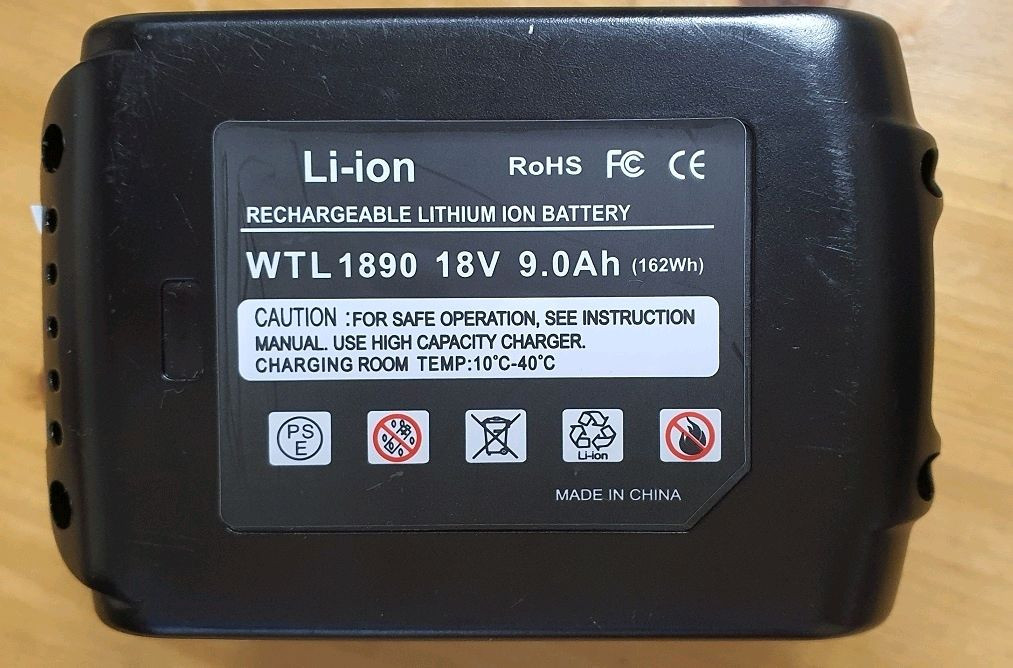 Li-ion RoHS FC CE
RECHARGEABLE LITHIUM ION BATTERY
WTL1890 18V 9.0Ah (162Wh)
CAUTION :FOR SAFE OPERATION, SEE INSTRUCTION
MANUAL. USE HIGH CAPACITY CHARGER.
CHARGING ROOM TEMP:10°C-40°C
PS
E
Li-ion
MADE IN CHINA